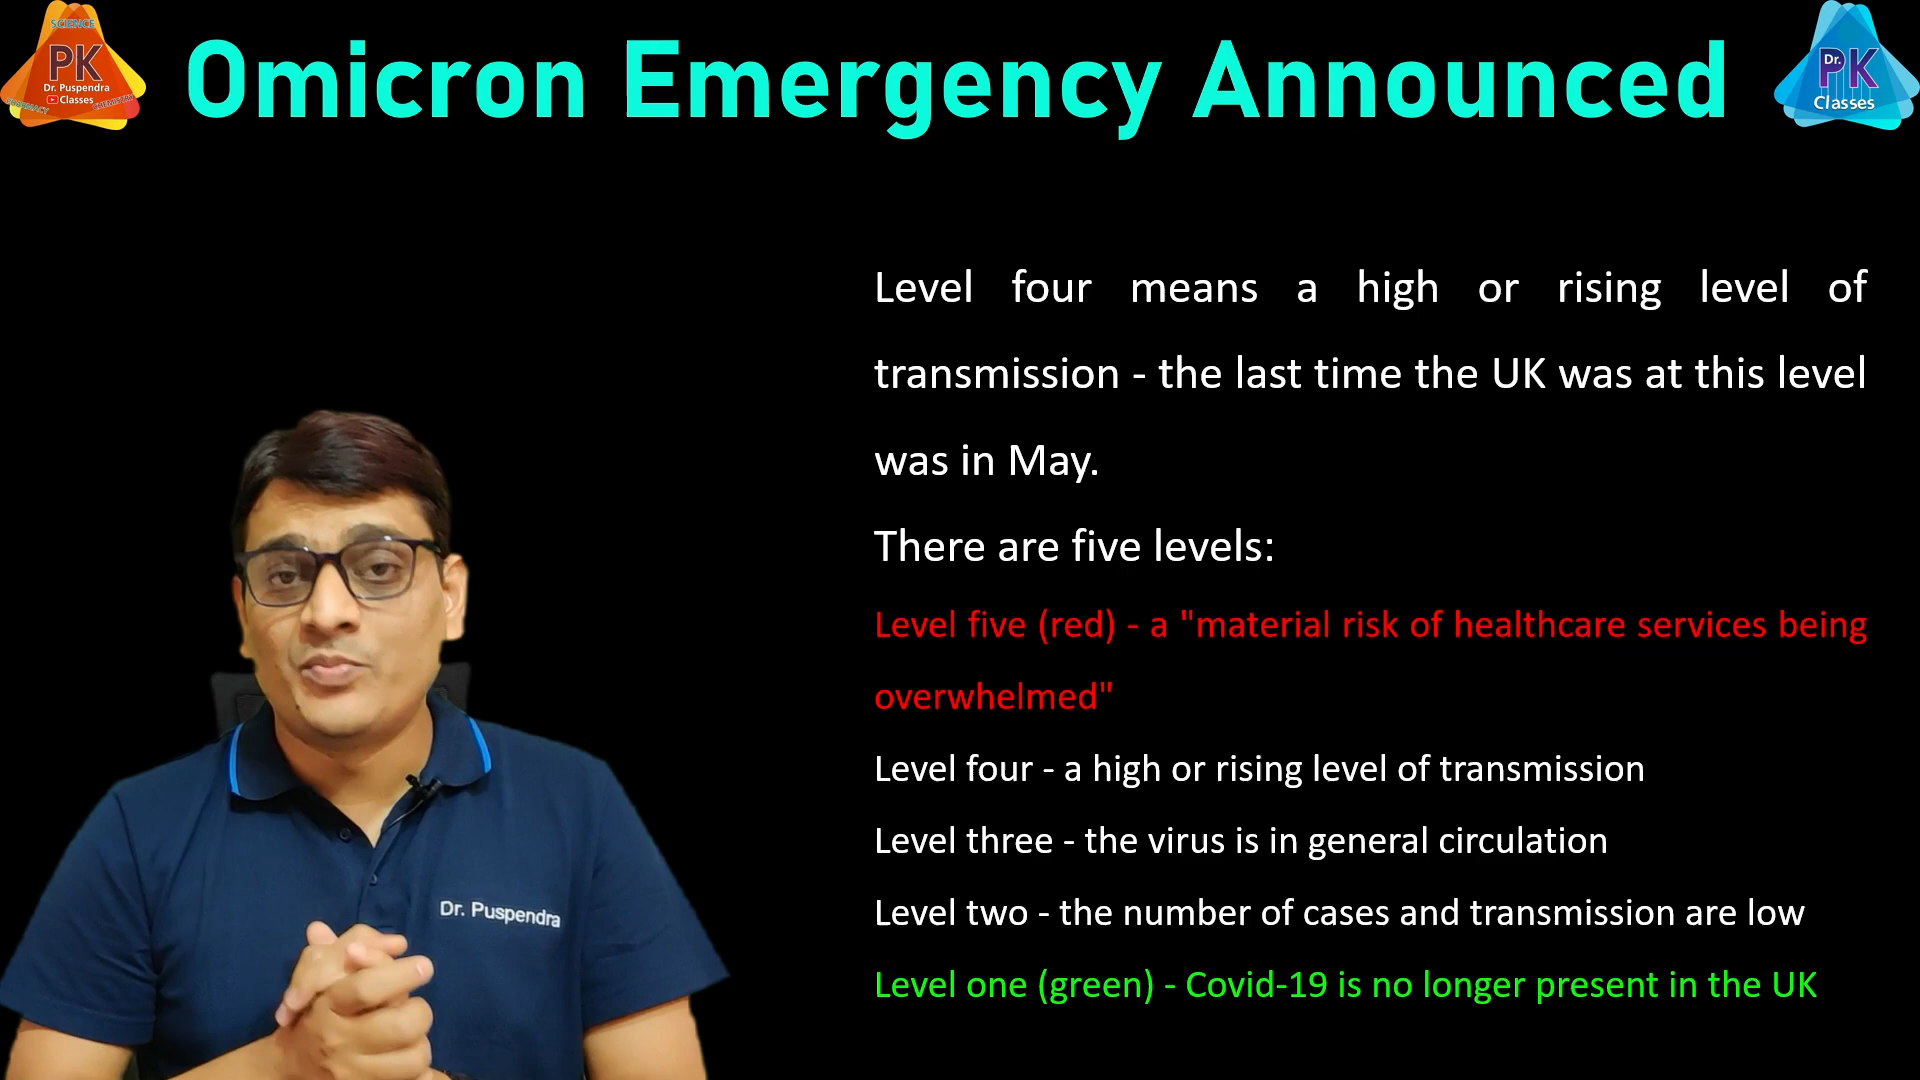 SCIENCE
PK
Dr. Puspendra
Classes
PHARMACY
CHEMISTRY
Omicron Emergency Announced
Dr.
PK
Classes
Level four means a high or rising level of
transmission - the last time the UK was at this level
was in May.
There are five levels:
Level five (red) - a "material risk of healthcare services being
overwhelmed"
Level four - a high or rising level of transmission
Level three - the virus is in general circulation
Level two - the number of cases and transmission are low
Level one (green) - Covid-19 is no longer present in the UK
Dr. Puspendra